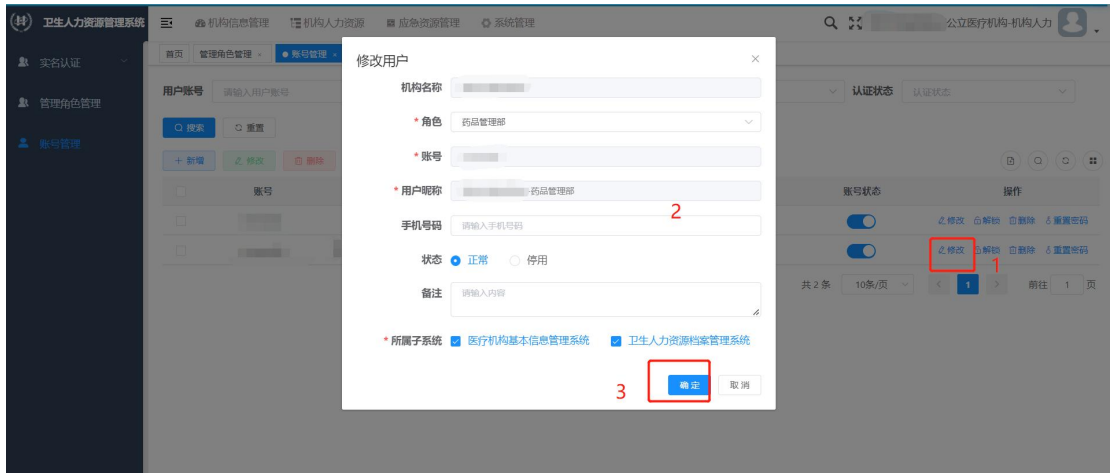 卫生人力资源管理系统 机构信息管理 机构人力资源 应急资源管理 系统管理 公立医疗机构-机构人力
首页 管理角色管理 × 账号管理
实名认证
管理角色管理
账号管理
用户账号 请输入用户账号 认证状态 认证状态
搜索 重置
+ 新增 修改 删除
账号 账号状态 操作
修改 解锁 删除 重置密码
修改 解锁 删除 重置密码
1
共 2 条 10条/页 < 1 > 前往 1 页
修改用户 ×
机构名称
* 角色 药品管理部
* 账号
* 用户昵称 -药品管理部
2
手机号码 请输入手机号码
状态 正常 停用
备注 请输入内容
* 所属子系统 医疗机构基本信息管理系统 卫生人力资源档案管理系统
3 确定 取消